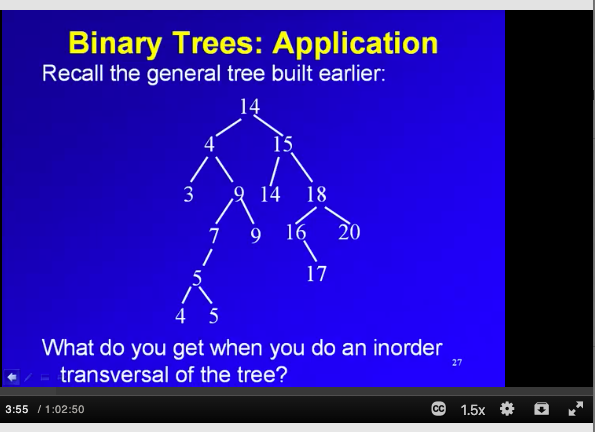 Binary Trees: Application
Recall the general tree built earlier:
14
4 15
3 9 14 18
7 9 16 20
5 17
4 5
What do you get when you do an inorder
transversal of the tree?
27
3:55 / 1:02:50 CC 1.5x